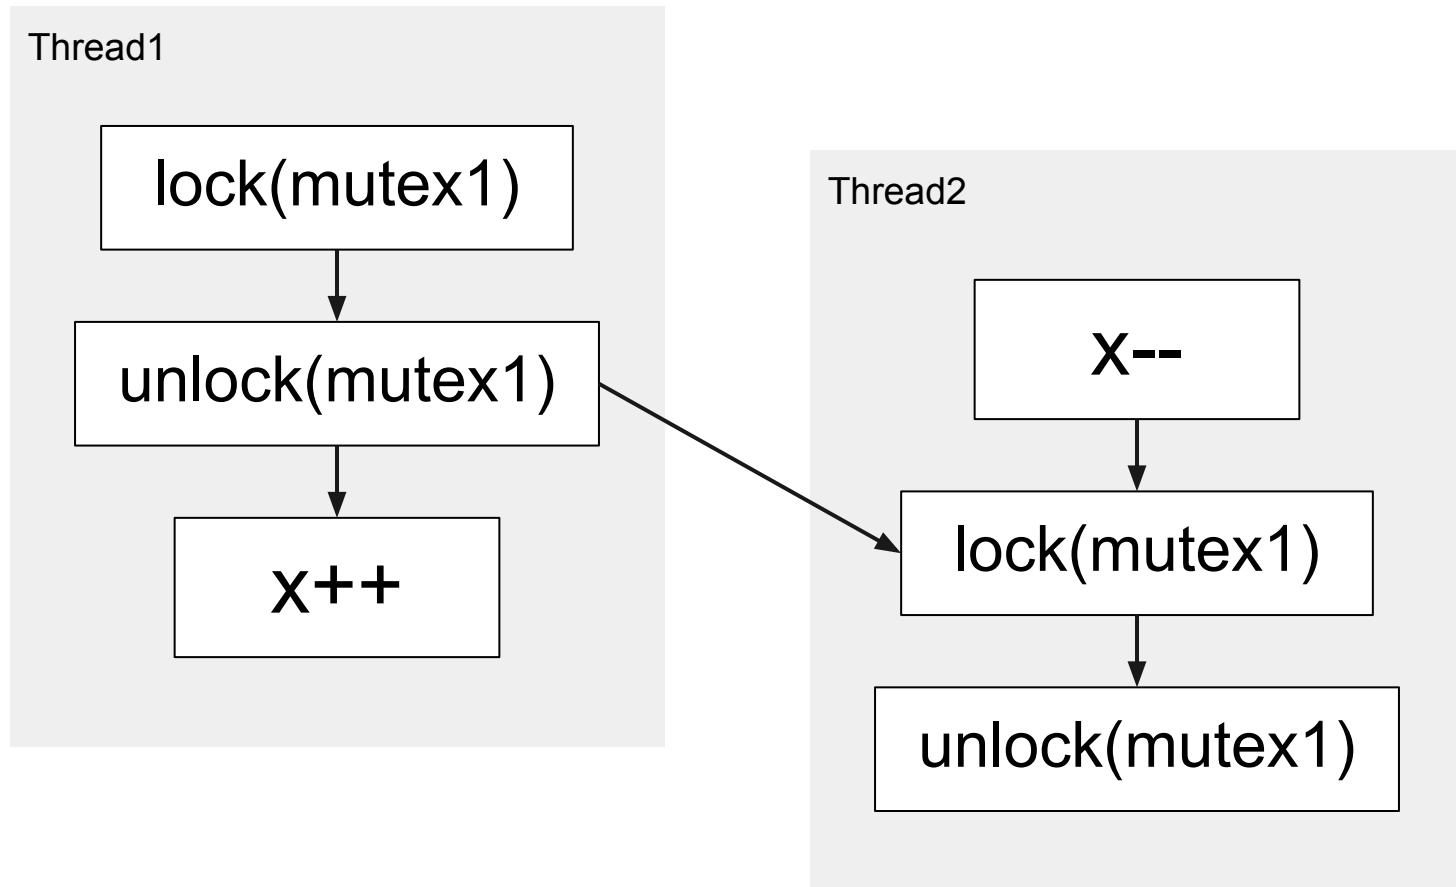 Thread1
lock(mutex1)
unlock(mutex1)
x++
Thread2
x--
lock(mutex1)
unlock(mutex1)